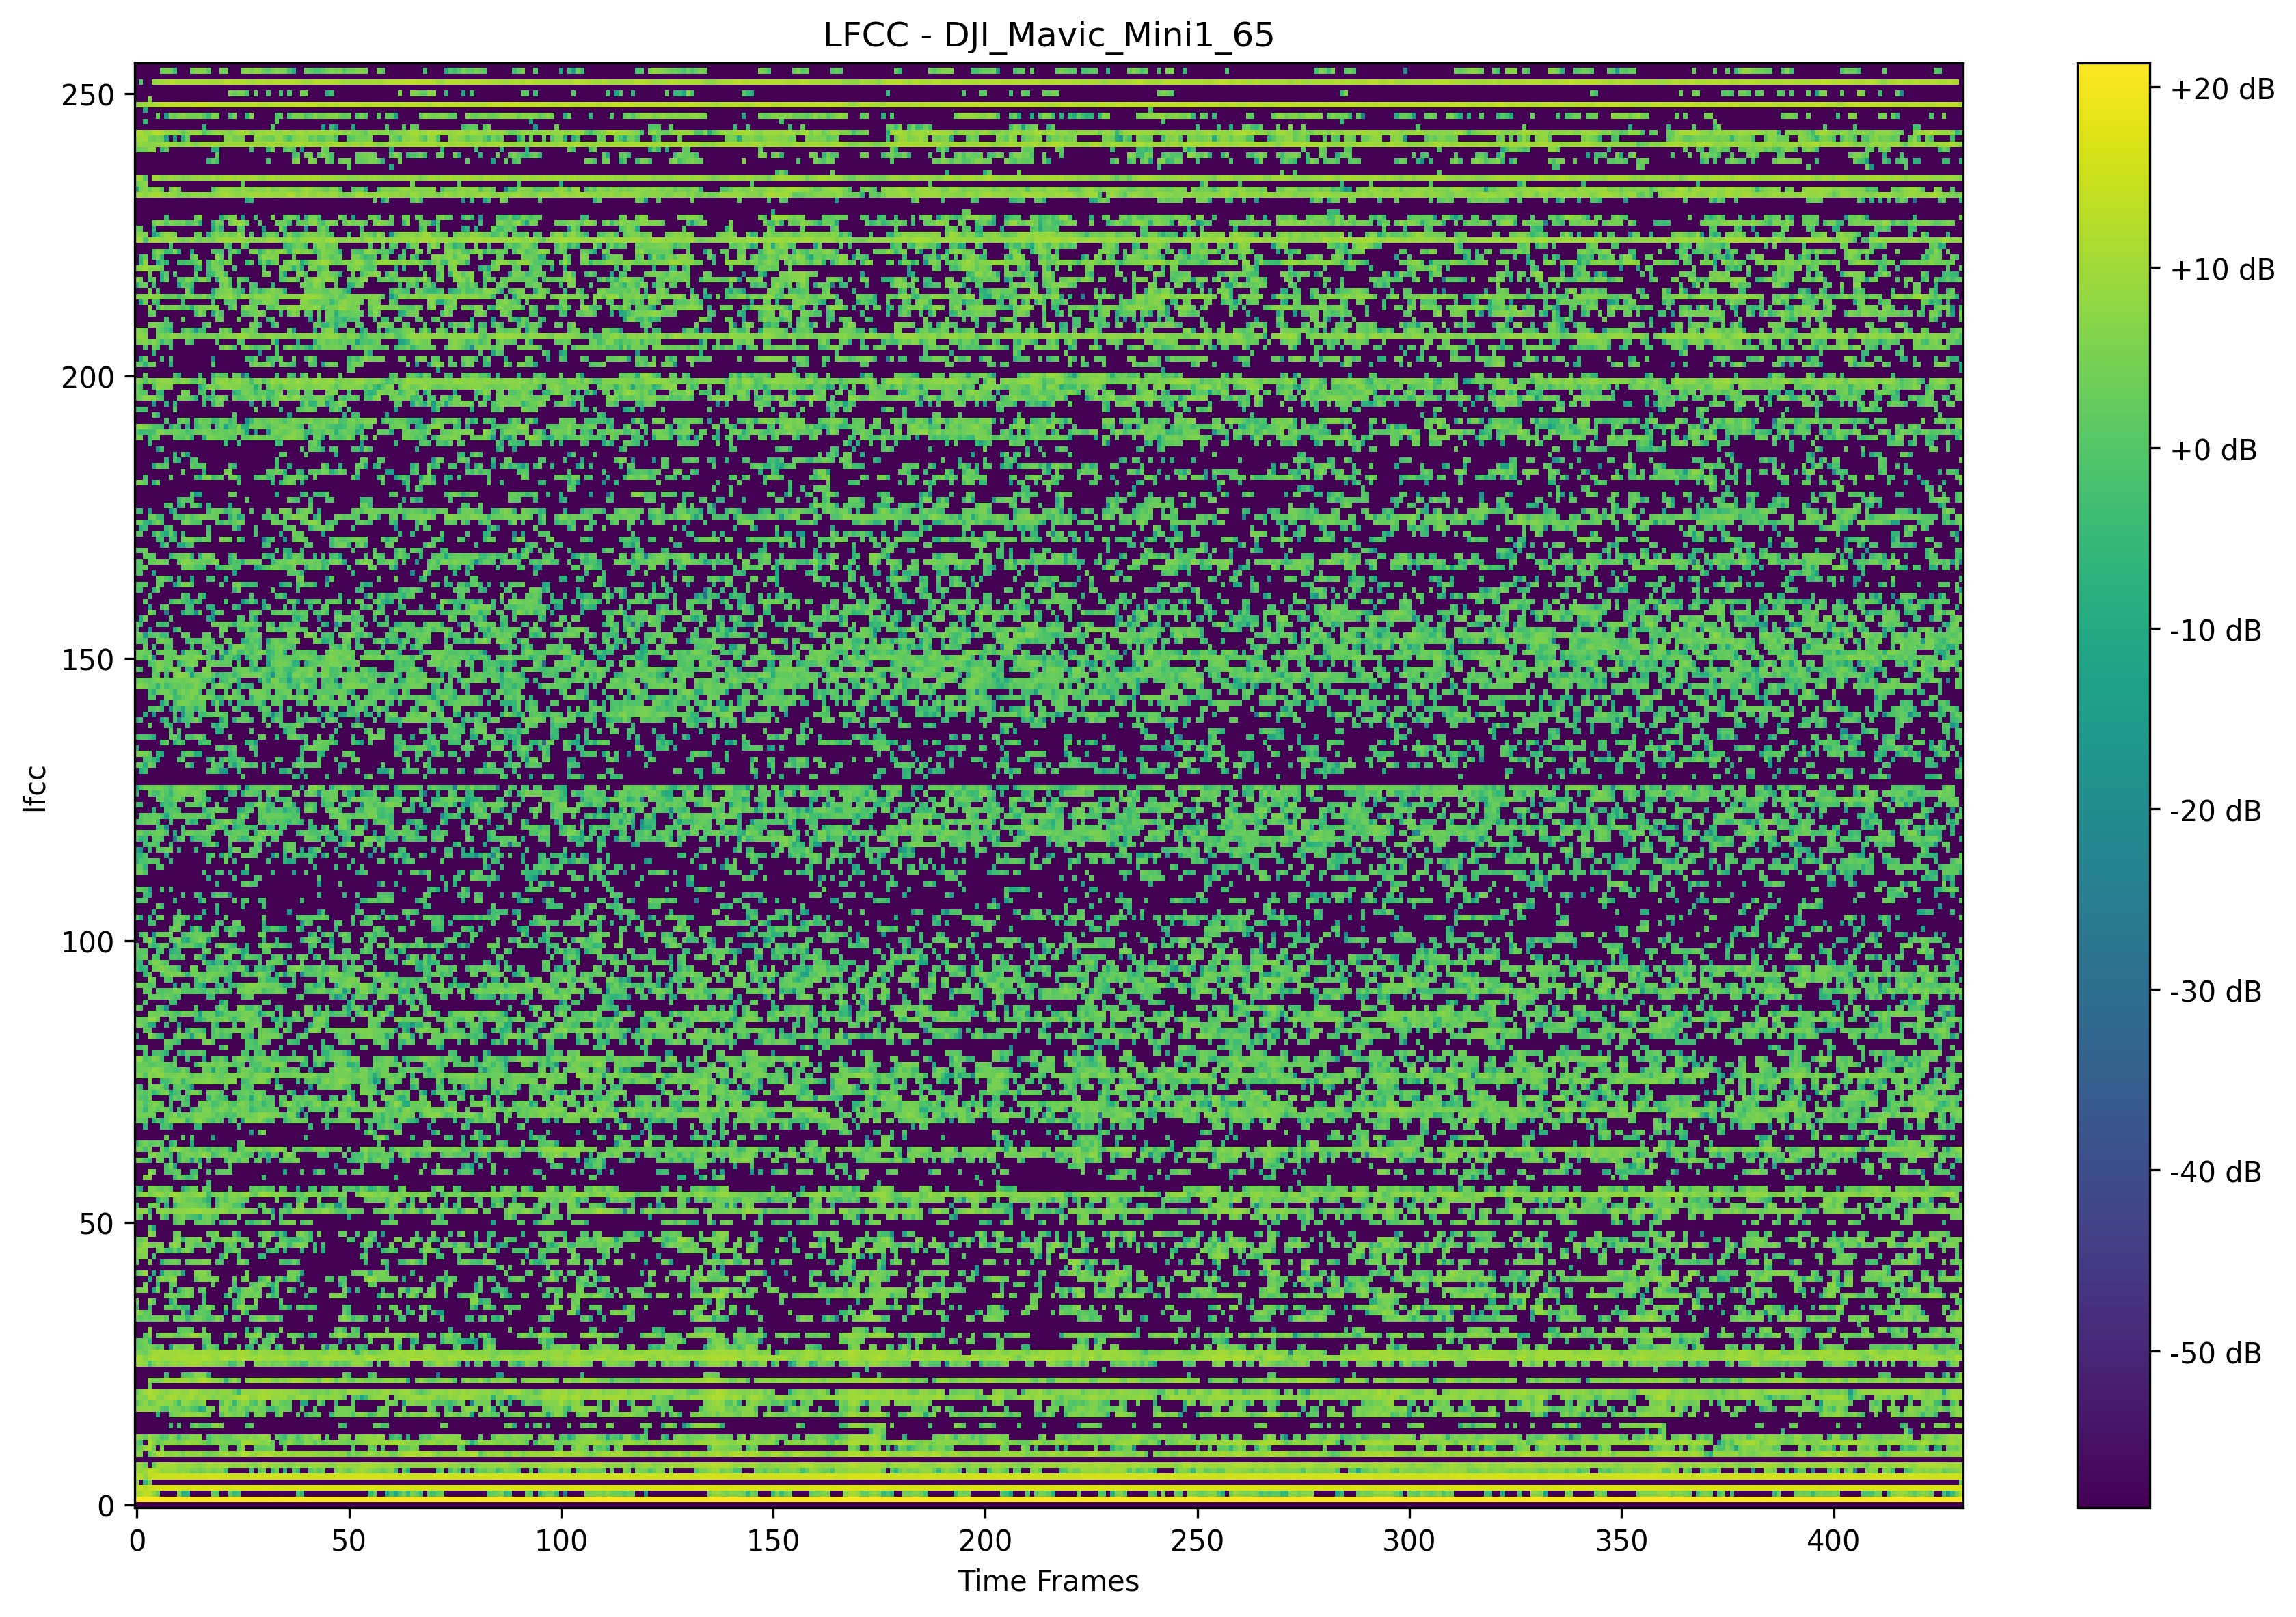 LFCC - DJI_Mavic_Mini1_65
250
200
150
100
50
0
lfcc
0 50 100 150 200 250 300 350 400
Time Frames
+20 dB
+10 dB
+0 dB
-10 dB
-20 dB
-30 dB
-40 dB
-50 dB